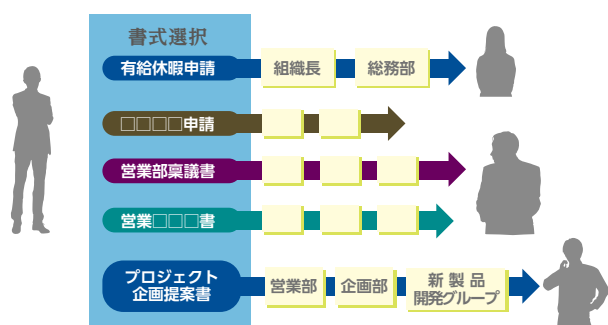 書式選択
有給休暇申請
組織長
総務部
□□□□申請
営業部稟議書
営業□□□書
プロジェクト
企画提案書
営業部
企画部
新製品
開発グループ